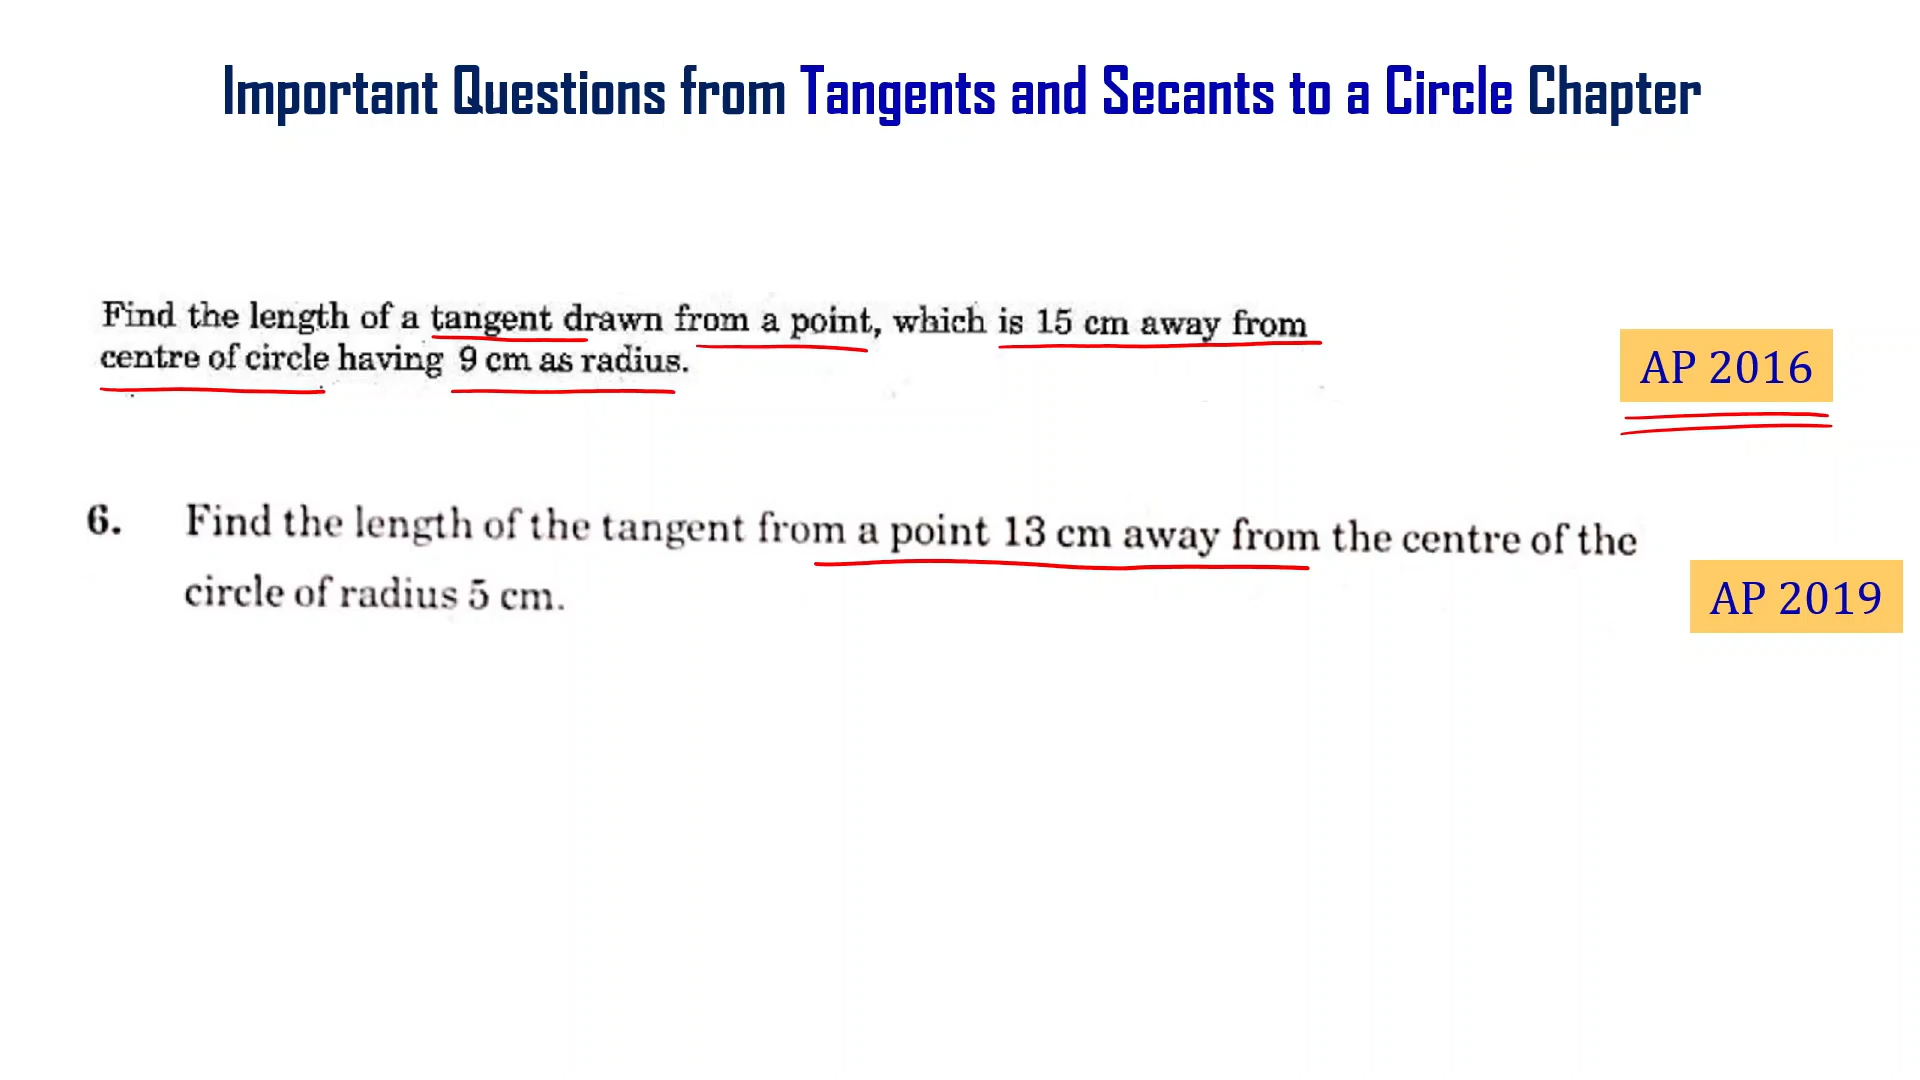 Important Questions from Tangents and Secants to a Circle Chapter
Find the length of a tangent drawn from a point, which is 15 cm away from
centre of circle having 9 cm as radius.
AP 2016
6. Find the length of the tangent from a point 13 cm away from the centre of the
circle of radius 5 cm.
AP 2019